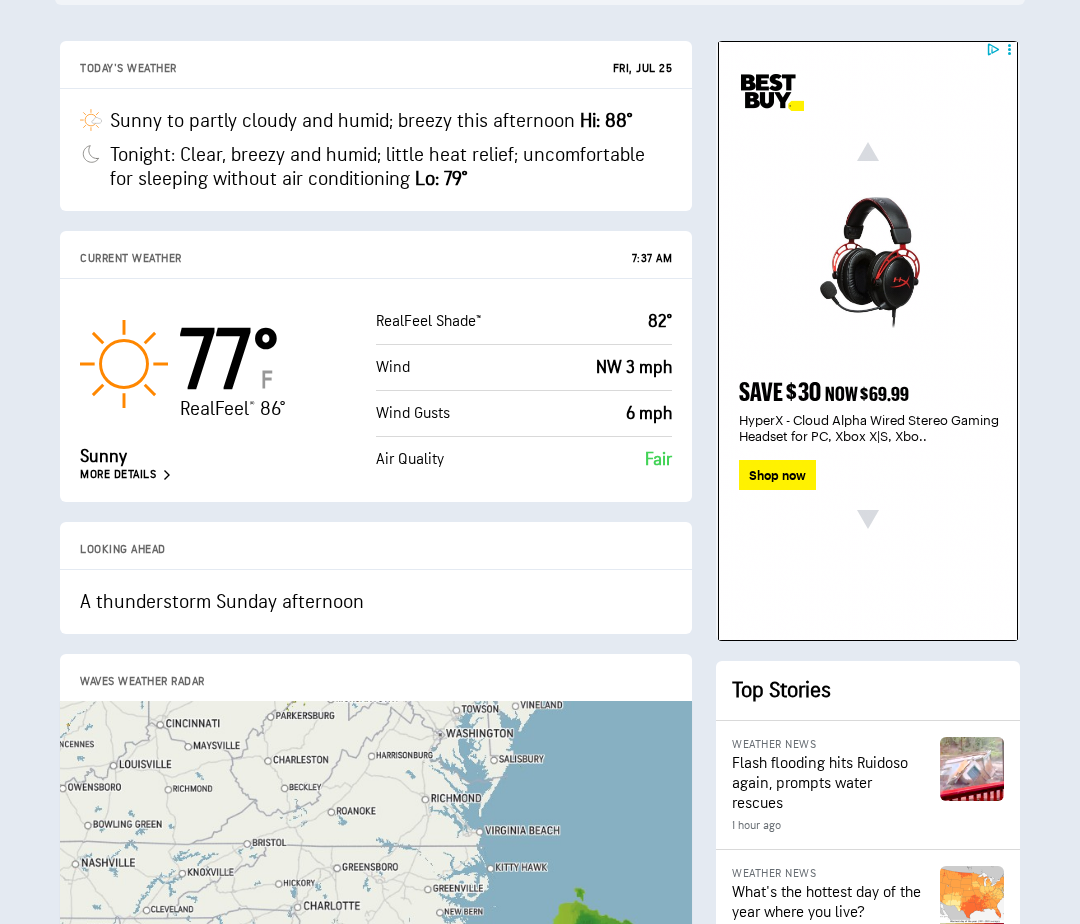 TODAY'S WEATHER
FRI, JUL 25
Sunny to partly cloudy and humid; breezy this afternoon Hi: 88°
Tonight: Clear, breezy and humid; little heat relief; uncomfortable
for sleeping without air conditioning Lo: 79°
CURRENT WEATHER
7:37 AM
77°
F
RealFeel® 86°
Sunny
MORE DETAILS
RealFeel Shade™
82°
Wind
NW 3 mph
Wind Gusts
6 mph
Air Quality
Fair
LOOKING AHEAD
A thunderstorm Sunday afternoon
WAVES WEATHER RADAR
TOWSON
VINELAND
PARKERSBURG
CINCINNATI
WASHINGTON
NCENNES
MAYSVILLE
HARRISONBURG
SALISBURY
LOUISVILLE
CHARLESTON
OWENSBORO
RICHMOND
BECKLEY
RICHMOND
ROANOKE
BOWLING GREEN
VIRGINIA BEACH
BRISTOL
NASHVILLE
KNOXVILLE
GREENSBORO
KITTY HAWK
HICKORY
GREENVILLE
CLEVELAND
CHARLOTTE
NEW BERN
BEST
BUY
SAVE $30 NOW $69.99
HyperX - Cloud Alpha Wired Stereo Gaming
Headset for PC, Xbox X|S, Xbo..
Shop now
Top Stories
WEATHER NEWS
Flash flooding hits Ruidoso
again, prompts water
rescues
1 hour ago
WEATHER NEWS
What's the hottest day of the
year where you live?